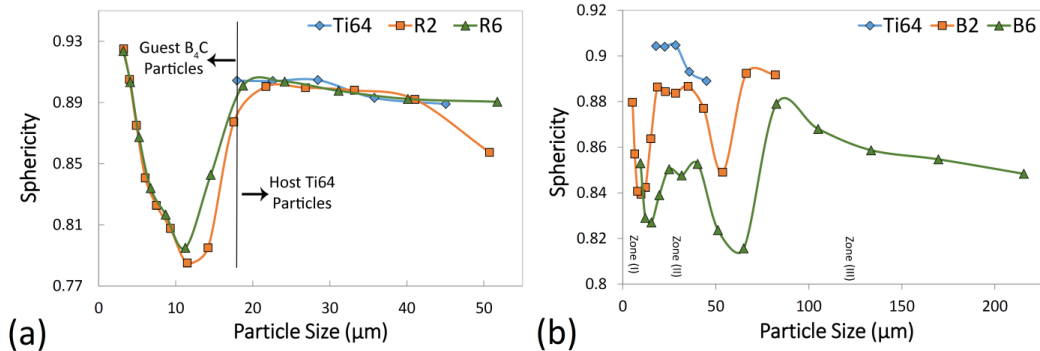 Ti64 R2 R6
0.93
0.89
0.85
0.81
0.77
Sphericity
Guest B₄C
Particles
Host Ti64
Particles
0 10 20 30 40 50
Particle Size (µm)
(a)
Ti64 B2 B6
0.92
0.9
0.88
0.86
0.84
0.82
0.8
Sphericity
Zone (I)
Zone (II)
Zone (III)
0 50 100 150 200
Particle Size (µm)
(b)